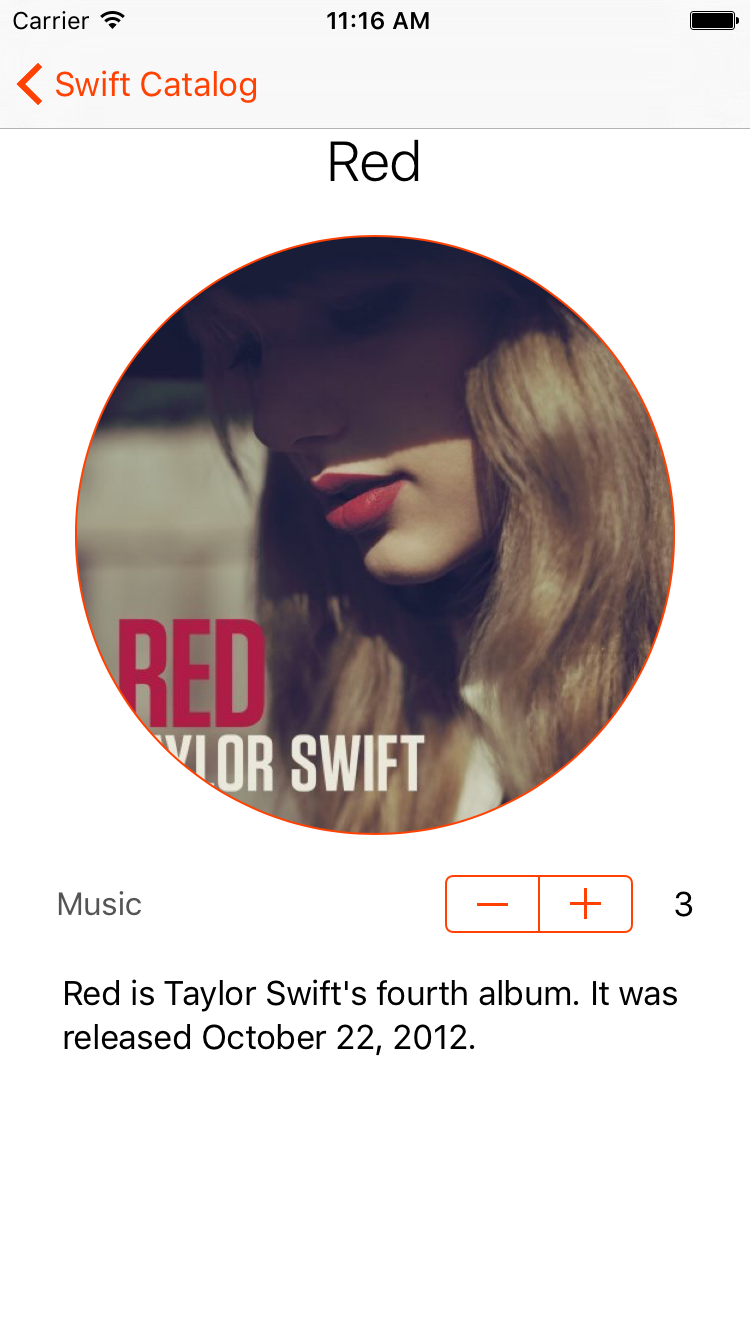 Carrier 11:16 AM
Swift Catalog
Red
RED
AYLOR SWIFT
Music 3
Red is Taylor Swift's fourth album. It was
released October 22, 2012.